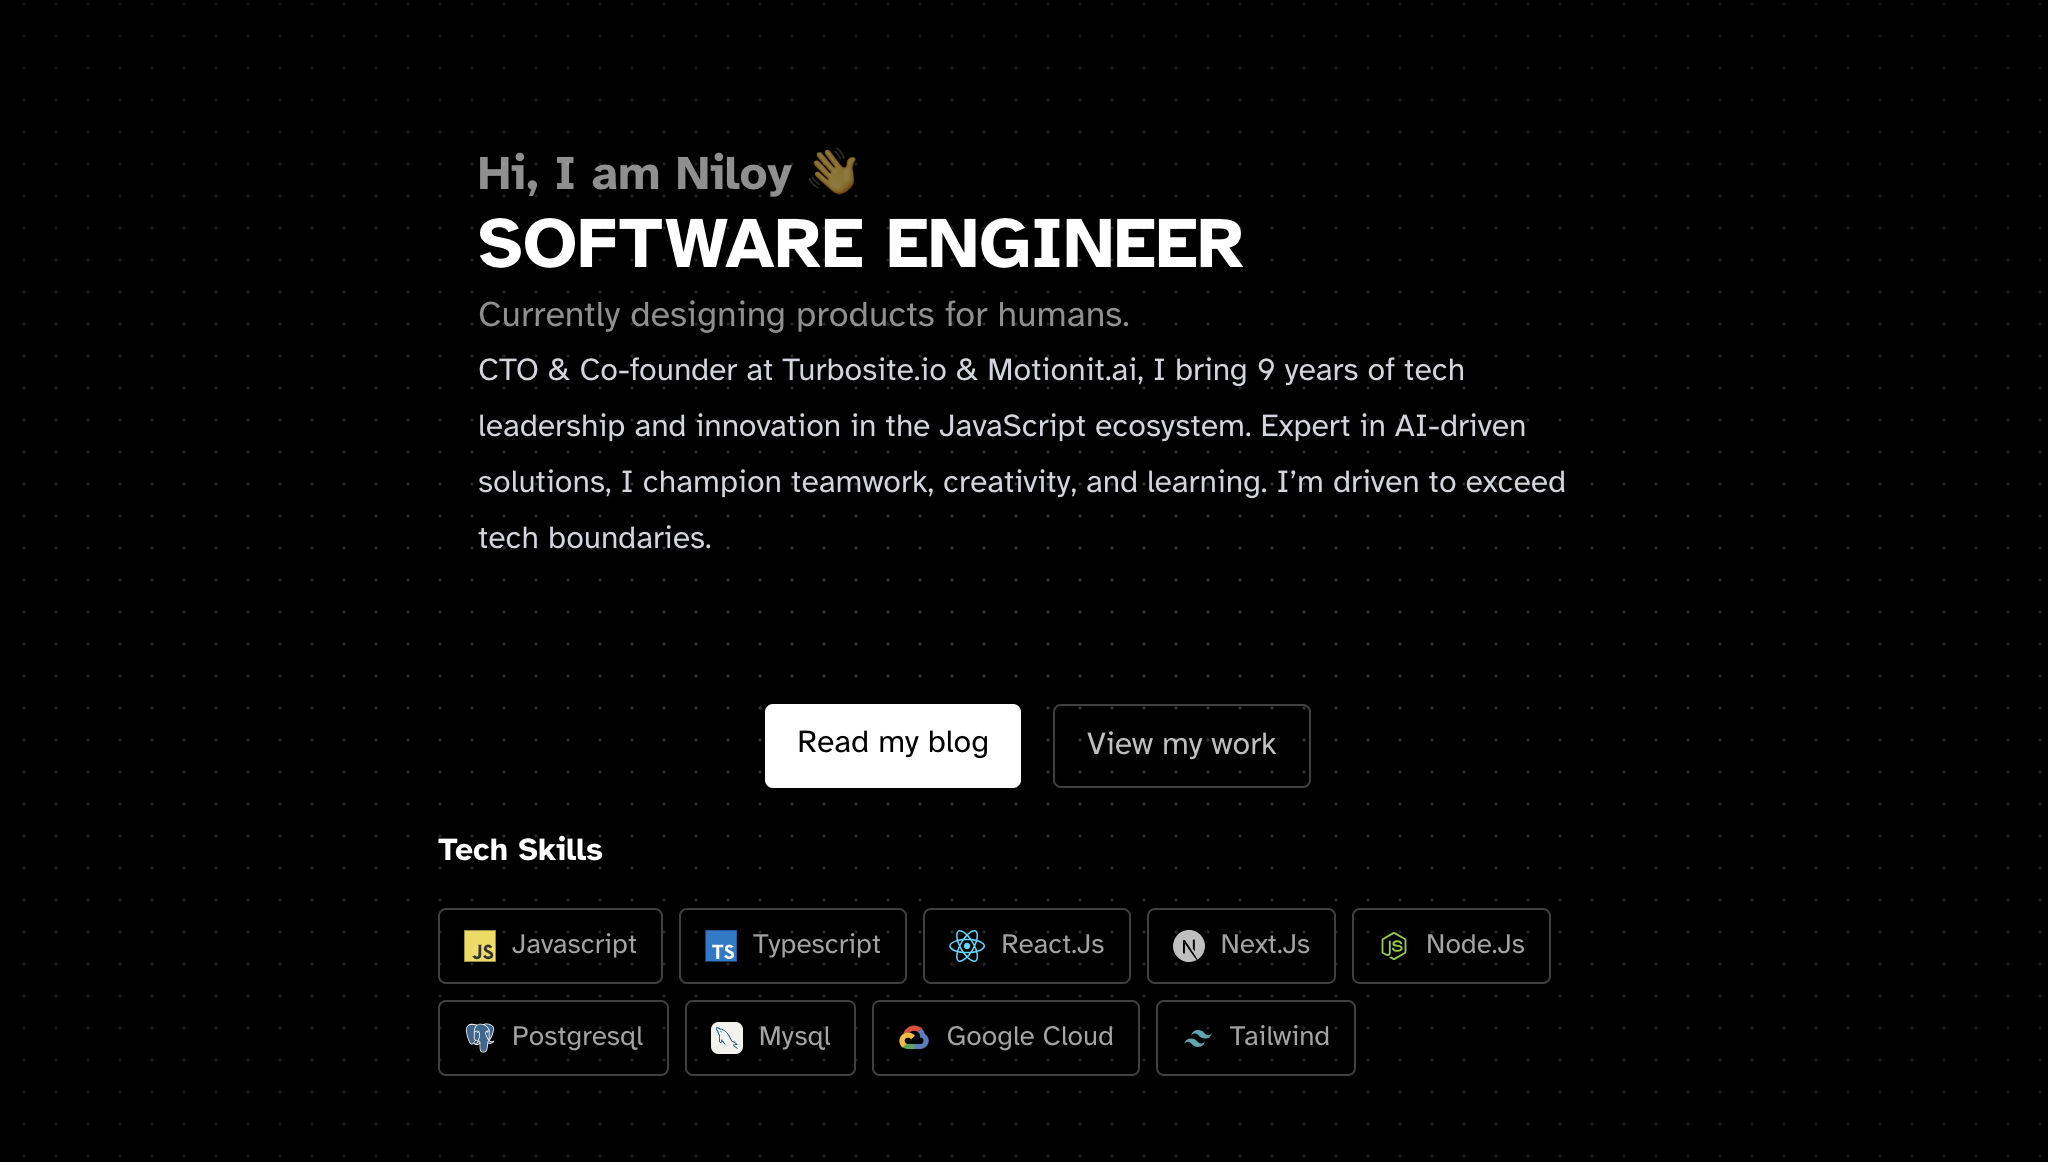 Hi, I am Niloy 👋
SOFTWARE ENGINEER
Currently designing products for humans.
CTO & Co-founder at Turbosite.io & Motionit.ai, I bring 9 years of tech
leadership and innovation in the JavaScript ecosystem. Expert in AI-driven
solutions, I champion teamwork, creativity, and learning. I’m driven to exceed
tech boundaries.
Read my blog
View my work
Tech Skills
JS Javascript
TS Typescript
React.Js
N Next.Js
JS Node.Js
Postgresql
Mysql
Google Cloud
Tailwind